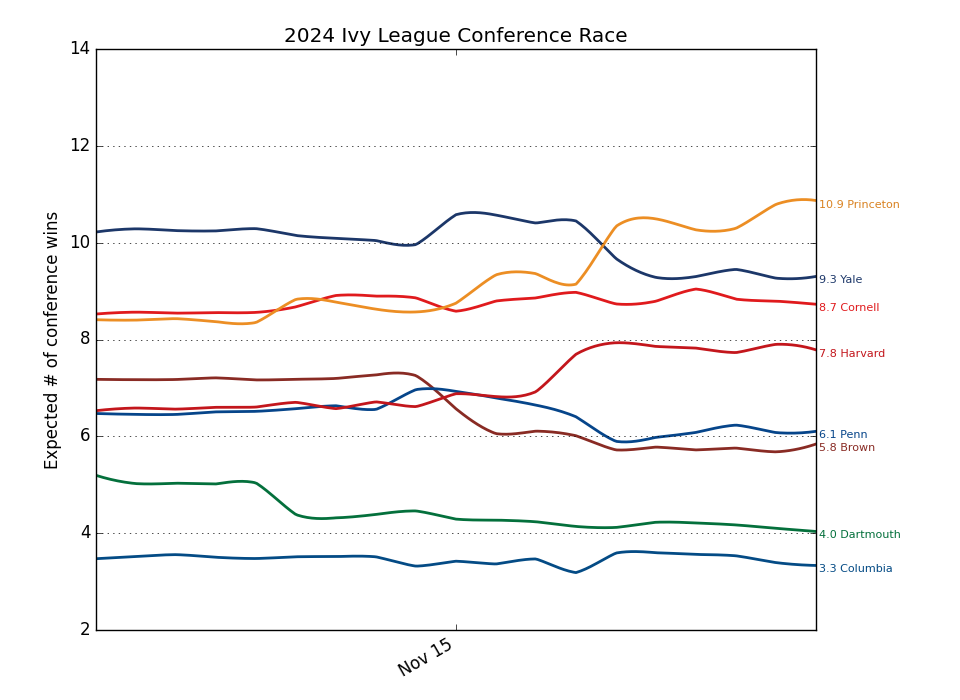 2024 Ivy League Conference Race
Expected # of conference wins
14
12
10
8
6
4
2
Nov 15
10.9 Princeton
9.3 Yale
8.7 Cornell
7.8 Harvard
6.1 Penn
5.8 Brown
4.0 Dartmouth
3.3 Columbia